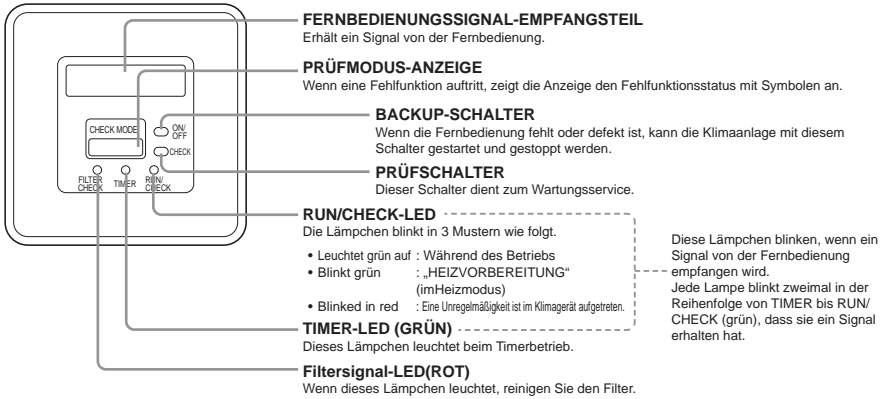 FERNBEDIENUNGSSIGNAL-EMPFANGSTEIL
Erhält ein Signal von der Fernbedienung.
PRÜFMODUS-ANZEIGE
Wenn eine Fehlfunktion auftritt, zeigt die Anzeige den Fehlfunktionsstatus mit Symbolen an.
BACKUP-SCHALTER
Wenn die Fernbedienung fehlt oder defekt ist, kann die Klimaanlage mit diesem
Schalter gestartet und gestoppt werden.
PRÜFSCHALTER
Dieser Schalter dient zum Wartungsservice.
RUN/CHECK-LED
Die Lämpchen blinkt in 3 Mustern wie folgt.
• Leuchtet grün auf : Während des Betriebs
• Blinkt grün : „HEIZVORBEREITUNG“
(imHeizmodus)
• Blinked in red : Eine Unregelmäßigkeit ist im Klimagerät aufgetreten.
TIMER-LED (GRÜN)
Dieses Lämpchen leuchtet beim Timerbetrieb.
Filtersignal-LED(ROT)
Wenn dieses Lämpchen leuchtet, reinigen Sie den Filter.
Diese Lämpchen blinken, wenn ein
Signal von der Fernbedienung
empfangen wird.
Jede Lampe blinkt zweimal in der
Reihenfolge von TIMER bis RUN/
CHECK (grün), dass sie ein Signal
erhalten hat.
CHECK MODE
ON/
OFF
CHECK
FILTER
CHECK
TIMER
RUN/
CHECK